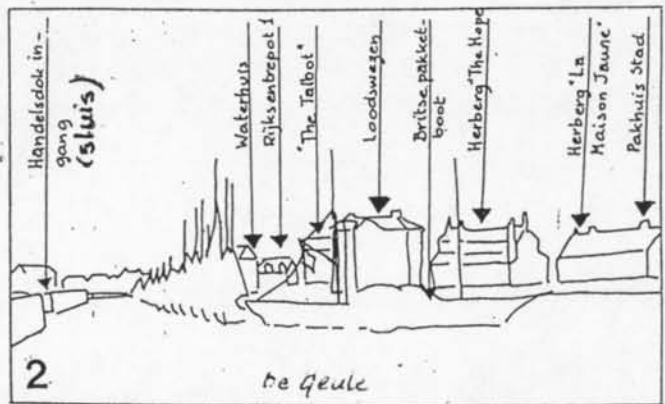 Handelsdok in-
gang
(sluis)
Waterhuis
Rijksentrepot 1
"The Talbot"
Loodswezen
Britse pakket-
boot
Herberg "The Hope
Herberg "La
Maison Jaune"
Pakhuis Stad
2
De Geule